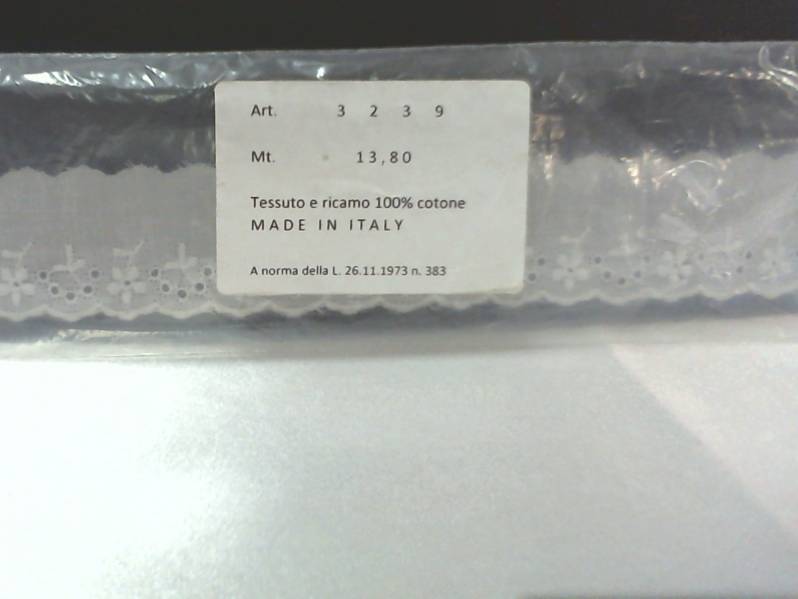 Art. 3 2 3 9
Mt. 13,80
Tessuto e ricamo 100% cotone
MADE IN ITALY
A norma della L. 26.11.1973 n. 383